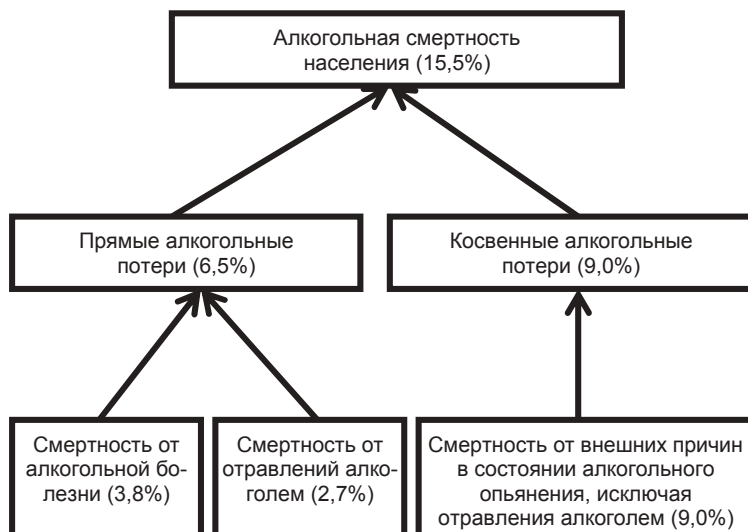 Алкогольная смертность
населения (15,5%)
Прямые алкогольные
потери (6,5%)
Косвенные алкогольные
потери (9,0%)
Смертность от
алкогольной бо-
лезни (3,8%)
Смертность от
отравлений алко-
голем (2,7%)
Смертность от внешних причин
в состоянии алкогольного
опьянения, исключая
отравления алкоголем (9,0%)